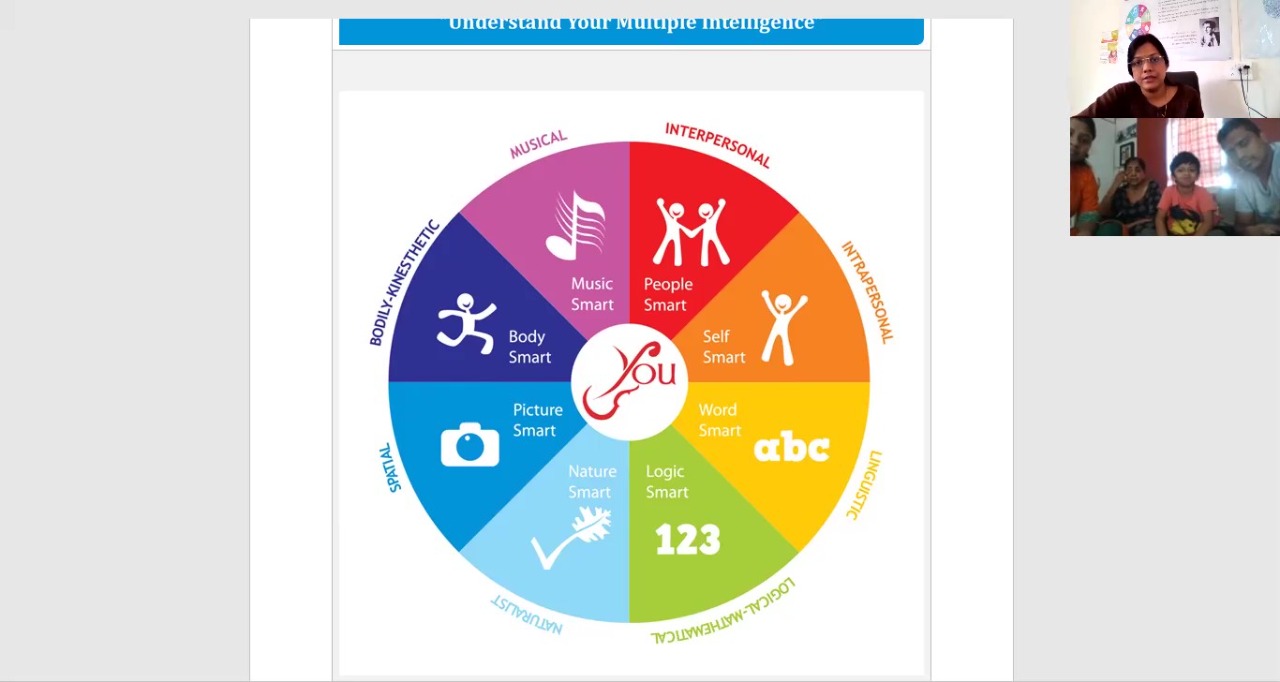 "Understand Your Multiple Intelligence"
MUSICAL
INTERPERSONAL
BODILY-KINESTHETIC
INTRAPERSONAL
Music
Smart
People
Smart
Body
Smart
Self
Smart
You
Picture
Smart
Word
Smart
abc
SPATIAL
LINGUISTIC
Nature
Smart
Logic
Smart
123
NATURALIST
LOGICAL-MATHEMATICAL